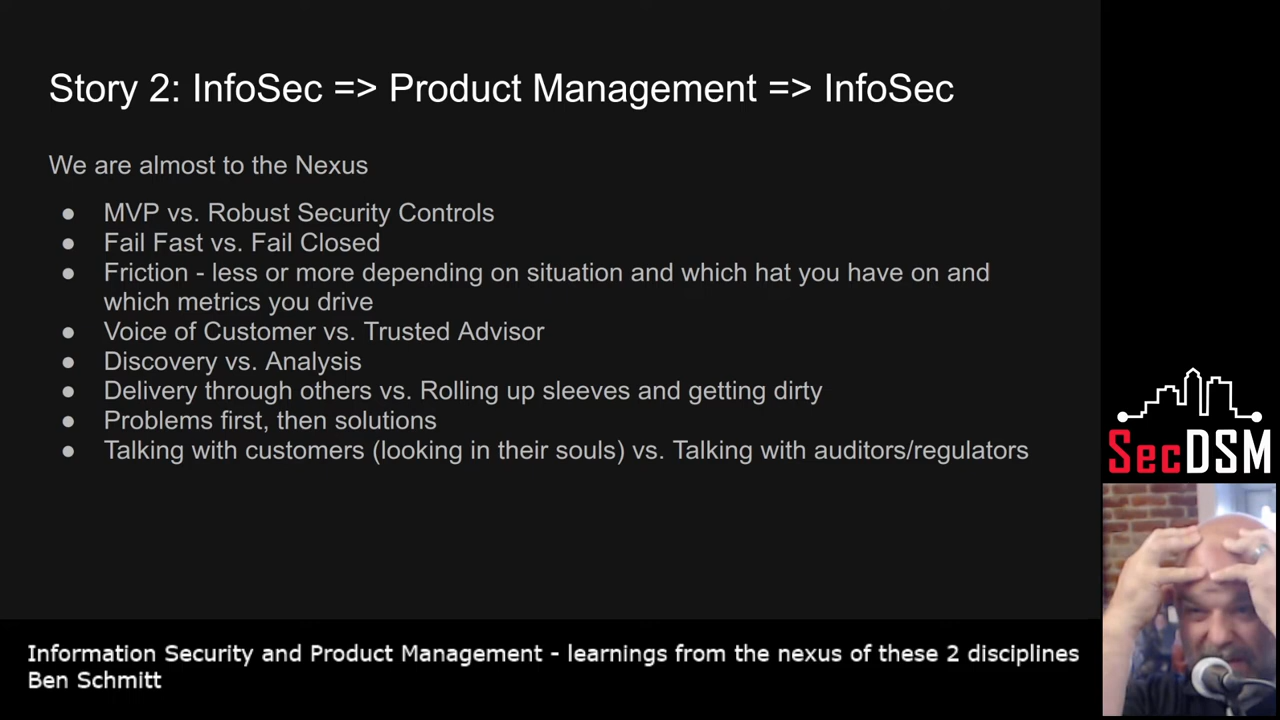 Story 2: InfoSec => Product Management => InfoSec
We are almost to the Nexus
● MVP vs. Robust Security Controls
● Fail Fast vs. Fail Closed
● Friction - less or more depending on situation and which hat you have on and
which metrics you drive
● Voice of Customer vs. Trusted Advisor
● Discovery vs. Analysis
● Delivery through others vs. Rolling up sleeves and getting dirty
● Problems first, then solutions
● Talking with customers (looking in their souls) vs. Talking with auditors/regulators
SecDSM
Information Security and Product Management - learnings from the nexus of these 2 disciplines
Ben Schmitt